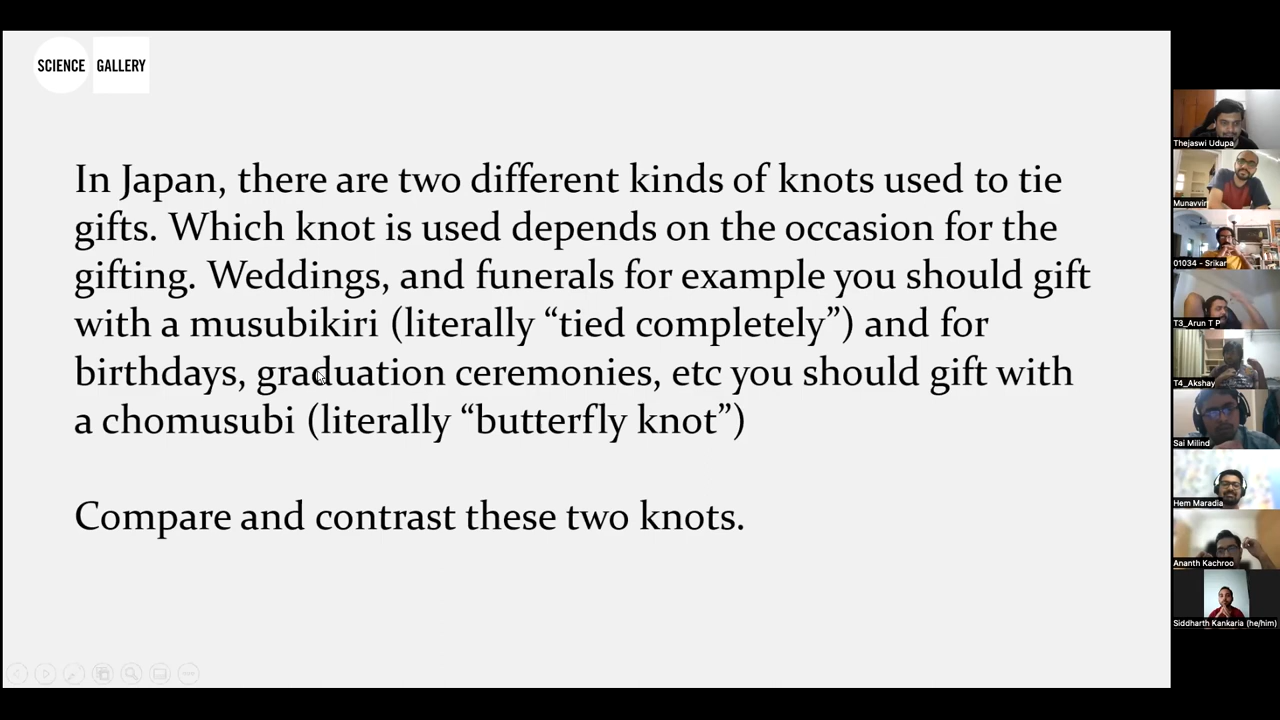 SCIENCE GALLERY
In Japan, there are two different kinds of knots used to tie
gifts. Which knot is used depends on the occasion for the
gifting. Weddings, and funerals for example you should gift
with a musubikiri (literally “tied completely”) and for
birthdays, graduation ceremonies, etc you should gift with
a chomusubi (literally “butterfly knot”)
Compare and contrast these two knots.
Thejaswi Udupa
Munavvir
01034 - Srikar
T3_Arun T P
T4_Akshay
Sai Milind
Hem Maradia
Ananth Kachroo
Siddharth Kankaria (he/him)